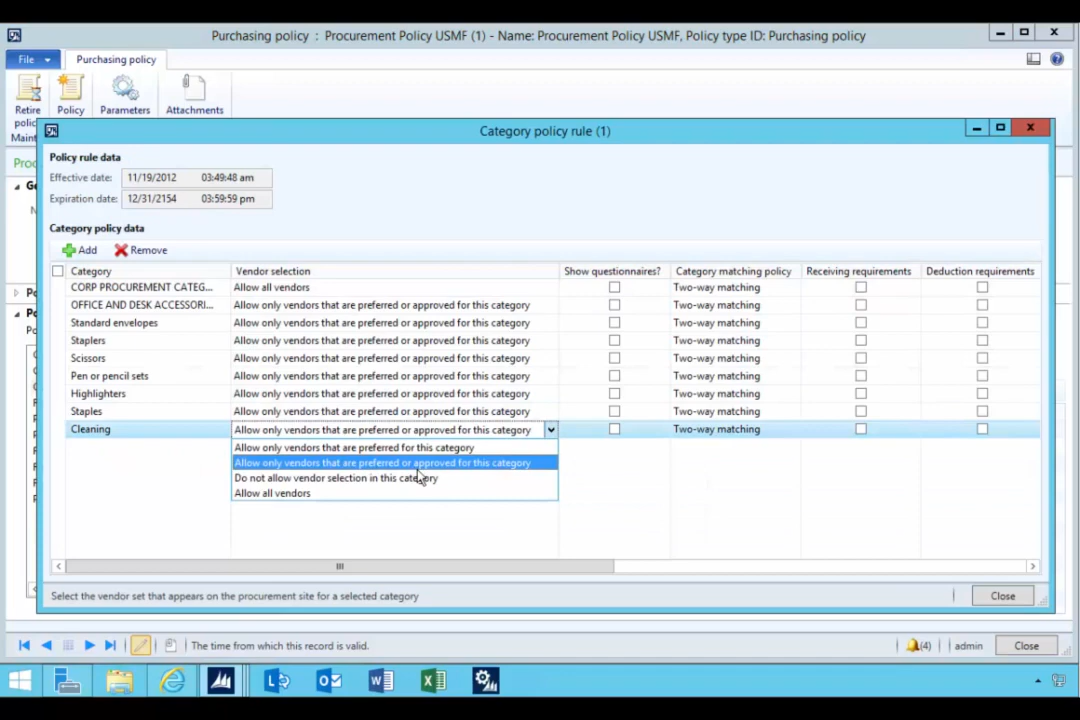 Purchasing policy : Procurement Policy USMF (1) - Name: Procurement Policy USMF, Policy type ID: Purchasing policy
File
Purchasing policy
Retire
Policy
Parameters
Attachments
Category policy rule (1)
Policy rule data
Effective date: 11/19/2012 03:49:48 am
Expiration date: 12/31/2154 03:59:59 pm
Category policy data
Add Remove
Category Vendor selection Show questionnaires? Category matching policy Receiving requirements Deduction requirements
CORP PROCUREMENT CATEG... Allow all vendors Two-way matching
OFFICE AND DESK ACCESSORI... Allow only vendors that are preferred or approved for this category Two-way matching
Standard envelopes Allow only vendors that are preferred or approved for this category Two-way matching
Staplers Allow only vendors that are preferred or approved for this category Two-way matching
Scissors Allow only vendors that are preferred or approved for this category Two-way matching
Pen or pencil sets Allow only vendors that are preferred or approved for this category Two-way matching
Highlighters Allow only vendors that are preferred or approved for this category Two-way matching
Staples Allow only vendors that are preferred or approved for this category Two-way matching
Cleaning Allow only vendors that are preferred or approved for this category Two-way matching
Allow only vendors that are preferred for this category
Allow only vendors that are preferred or approved for this category
Do not allow vendor selection in this category
Allow all vendors
Select the vendor set that appears on the procurement site for a selected category
Close
The time from which this record is valid.
(4) admin Close